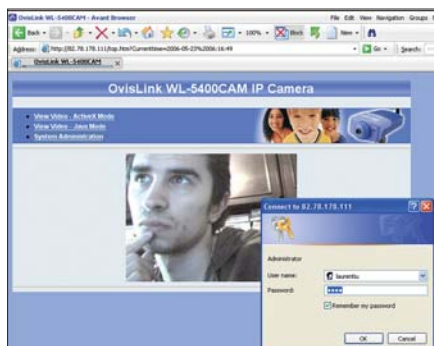 OvisLink WL-5400CAM - Avant Browser
File Edit View Navigation Groups
Back
100%
Block
New
Address: http://82.78.178.111/top.htm?Currenttime=2006-05-23%2006:16:49
Go
Search:
OvisLink WL-5400CAM
OvisLink WL-5400CAM IP Camera
View Video - ActiveX Mode
View Video - Java Mode
System Administration
Connect to 82.78.178.111
Administrator
User name: laurentiu
Password:
Remember my password
OK Cancel